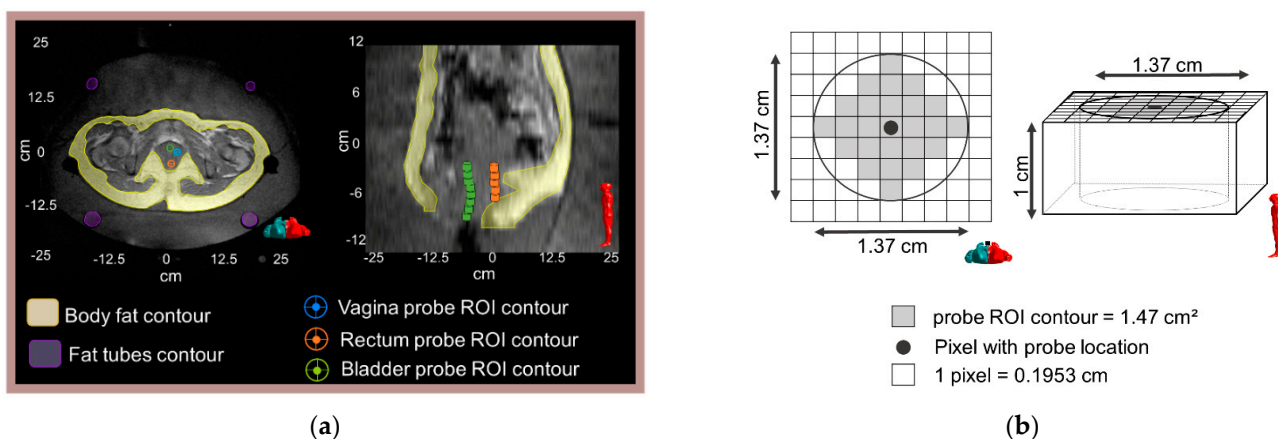 25
12.5
cm
0
-12.5
-25
-25
-12.5
0
12.5
25
cm
12
6
cm
0
-6
-12
-25
-12.5
0
12.5
25
cm
Body fat contour
Fat tubes contour
Vagina probe ROI contour
Rectum probe ROI contour
Bladder probe ROI contour
(a)
1.37 cm
1.37 cm
1.37 cm
1 cm
probe ROI contour = 1.47 cm²
Pixel with probe location
1 pixel = 0.1953 cm
(b)